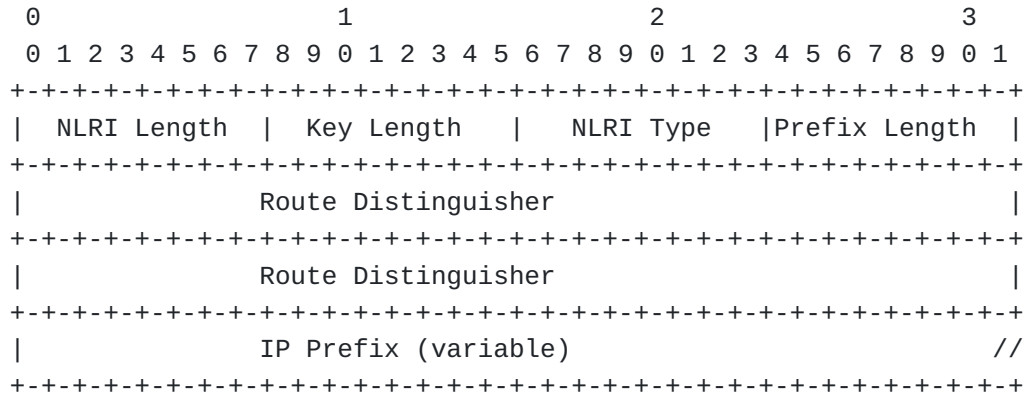 0                   1                   2                   3
 0 1 2 3 4 5 6 7 8 9 0 1 2 3 4 5 6 7 8 9 0 1 2 3 4 5 6 7 8 9 0 1
+-+-+-+-+-+-+-+-+-+-+-+-+-+-+-+-+-+-+-+-+-+-+-+-+-+-+-+-+-+-+-+-+
|  NLRI Length  |  Key Length   |   NLRI Type   |Prefix Length  |
+-+-+-+-+-+-+-+-+-+-+-+-+-+-+-+-+-+-+-+-+-+-+-+-+-+-+-+-+-+-+-+-+
|               Route Distinguisher                             |
+-+-+-+-+-+-+-+-+-+-+-+-+-+-+-+-+-+-+-+-+-+-+-+-+-+-+-+-+-+-+-+-+
|               Route Distinguisher                             |
+-+-+-+-+-+-+-+-+-+-+-+-+-+-+-+-+-+-+-+-+-+-+-+-+-+-+-+-+-+-+-+-+
|               IP Prefix (variable)                           //
+-+-+-+-+-+-+-+-+-+-+-+-+-+-+-+-+-+-+-+-+-+-+-+-+-+-+-+-+-+-+-+-+